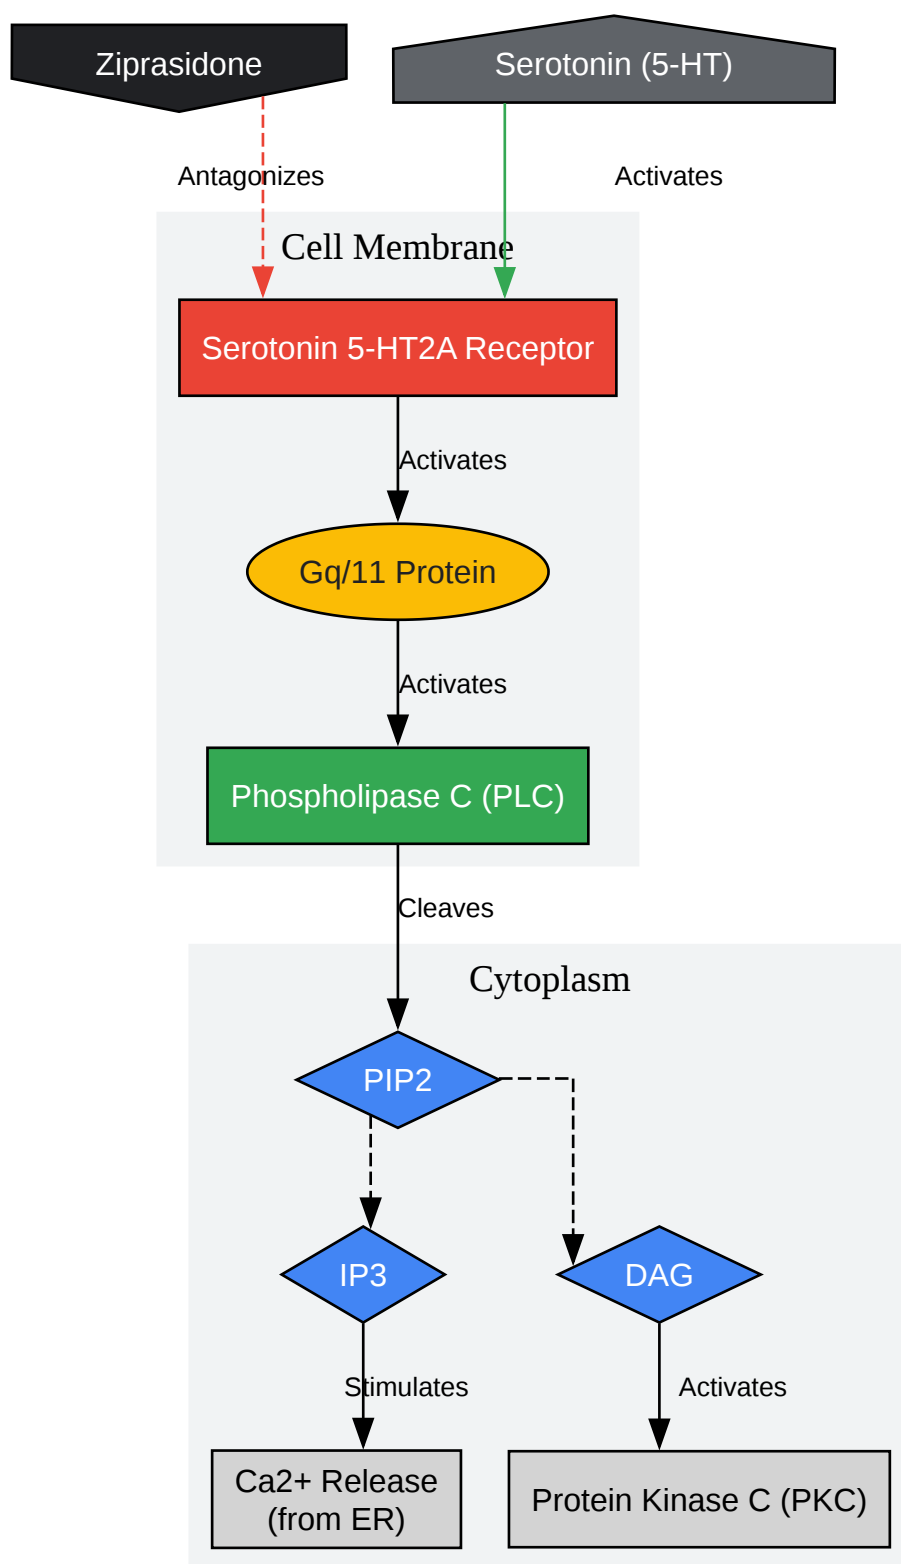 Ziprasidone
Serotonin (5-HT)
Antagonizes
Activates
Cell Membrane
Serotonin 5-HT2A Receptor
Activates
Gq/11 Protein
Activates
Phospholipase C (PLC)
Cleaves
Cytoplasm
PIP2
IP3
DAG
Stimulates
Activates
Ca2+ Release
(from ER)
Protein Kinase C (PKC)